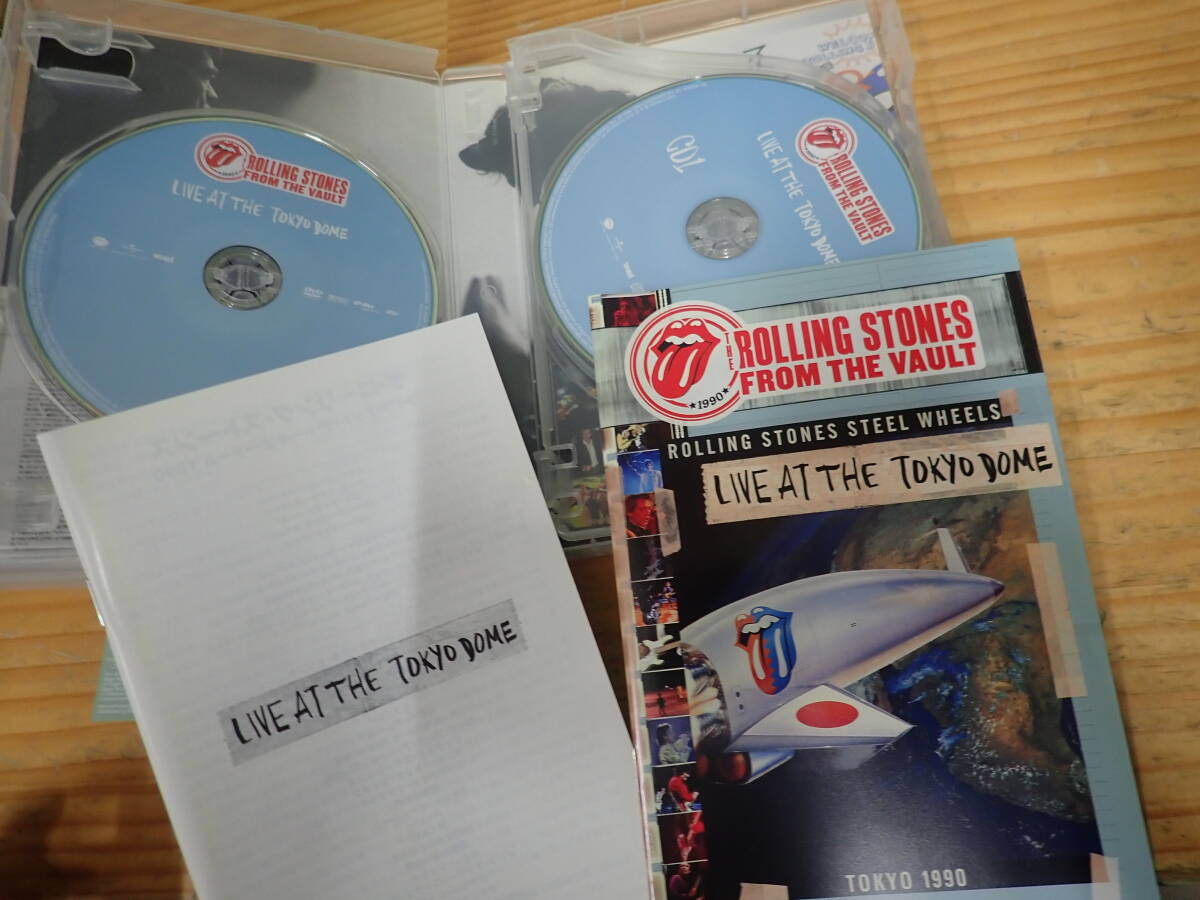 ROLLING STONES
FROM THE VAULT
LIVE AT THE TOKYO DOME
DVD
ROLLING STONES
FROM THE VAULT
LIVE AT THE TOKYO DOME
CD1
THE ROLLING STONES
FROM THE VAULT
★1990★
ROLLING STONES STEEL WHEELS
LIVE AT THE TOKYO DOME
TOKYO 1990
LIVE AT THE TOKYO DOME